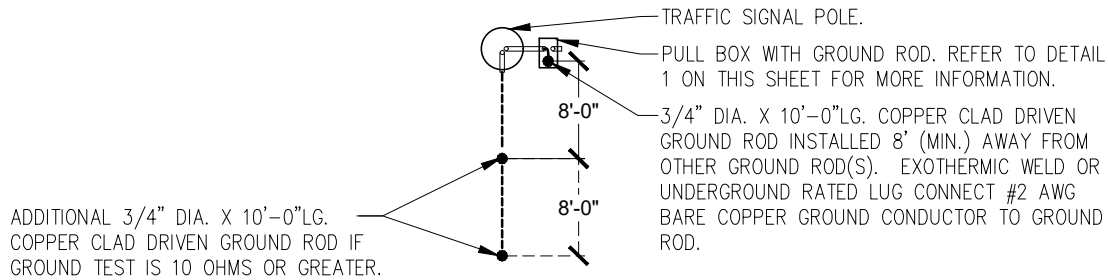 TRAFFIC SIGNAL POLE.
PULL BOX WITH GROUND ROD. REFER TO DETAIL
1 ON THIS SHEET FOR MORE INFORMATION.
8'-0"
3/4" DIA. X 10'-0"LG. COPPER CLAD DRIVEN
GROUND ROD INSTALLED 8' (MIN.) AWAY FROM
OTHER GROUND ROD(S). EXOTHERMIC WELD OR
UNDERGROUND RATED LUG CONNECT #2 AWG
BARE COPPER GROUND CONDUCTOR TO GROUND
ROD.
8'-0"
ADDITIONAL 3/4" DIA. X 10'-0"LG.
COPPER CLAD DRIVEN GROUND ROD IF
GROUND TEST IS 10 OHMS OR GREATER.